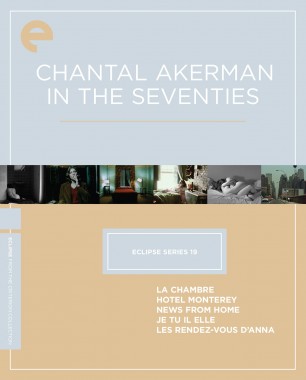 e
CHANTAL AKERMAN
IN THE SEVENTIES
ECLIPSE SERIES 19
LA CHAMBRE
HOTEL MONTEREY
NEWS FROM HOME
JE TU IL ELLE
LES RENDEZ-VOUS D'ANNA